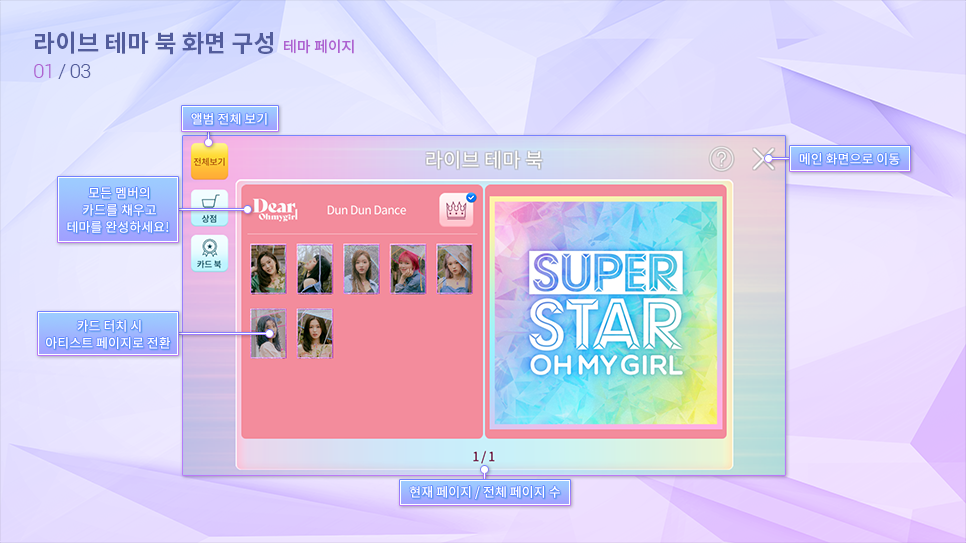 라이브 테마 북 화면 구성 테마 페이지
01 / 03
앨범 전체 보기
전체보기
라이브 테마 북
?
메인 화면으로 이동
모든 멤버의
카드를 채우고
테마를 완성하세요!
상점
카드 북
Dear.
Ohmygirl
Dun Dun Dance
카드 터치 시
아티스트 페이지로 전환
SUPER
STAR
OH MY GIRL
1 / 1
현재 페이지 / 전체 페이지 수